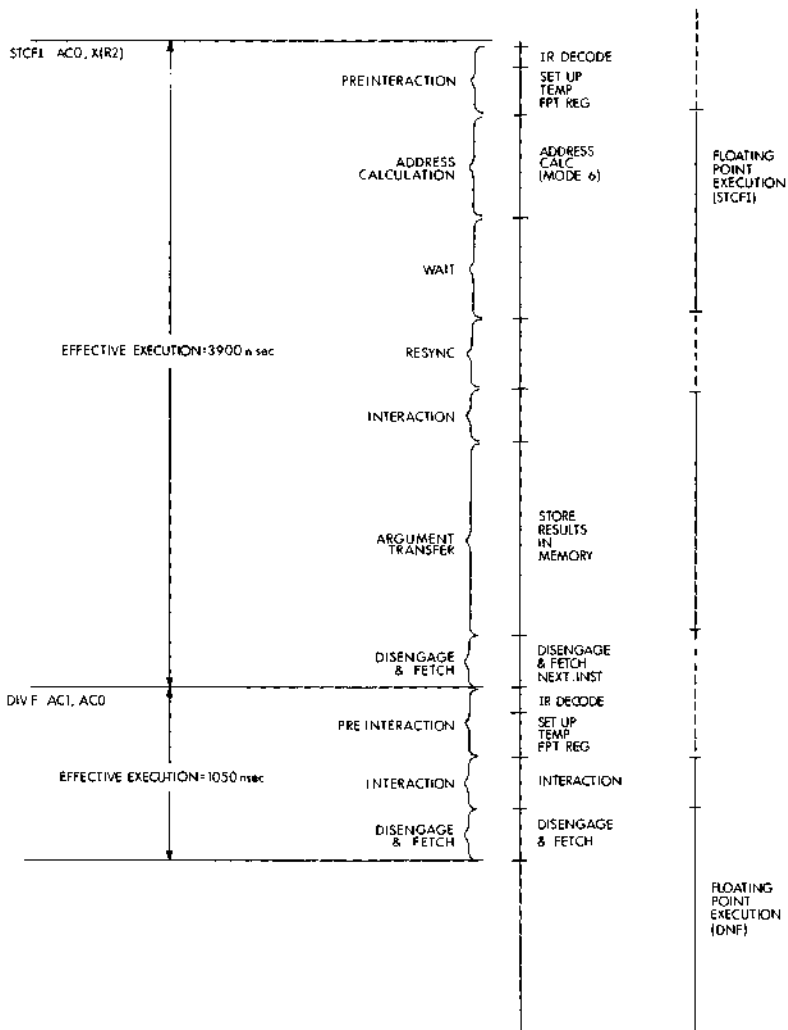 STCFI AC0, X(R2)
PREINTERACTION
IR DECODE
SET UP
TEMP
FPT REG
ADDRESS
CALCULATION
ADDRESS
CALC
(MODE 6)
FLOATING
POINT
EXECUTION
(STCFI)
WAIT
EFFECTIVE EXECUTION=3900 n sec
RESYNC
INTERACTION
ARGUMENT
TRANSFER
STORE
RESULTS
IN
MEMORY
DISENGAGE
& FETCH
DISENGAGE
& FETCH
NEXT INST
DIV F AC1, AC0
PRE INTERACTION
IR DECODE
SET UP
TEMP
FPT REG
EFFECTIVE EXECUTION=1050 nsec
INTERACTION
INTERACTION
DISENGAGE
& FETCH
DISENGAGE
& FETCH
FLOATING
POINT
EXECUTION
(DNF)